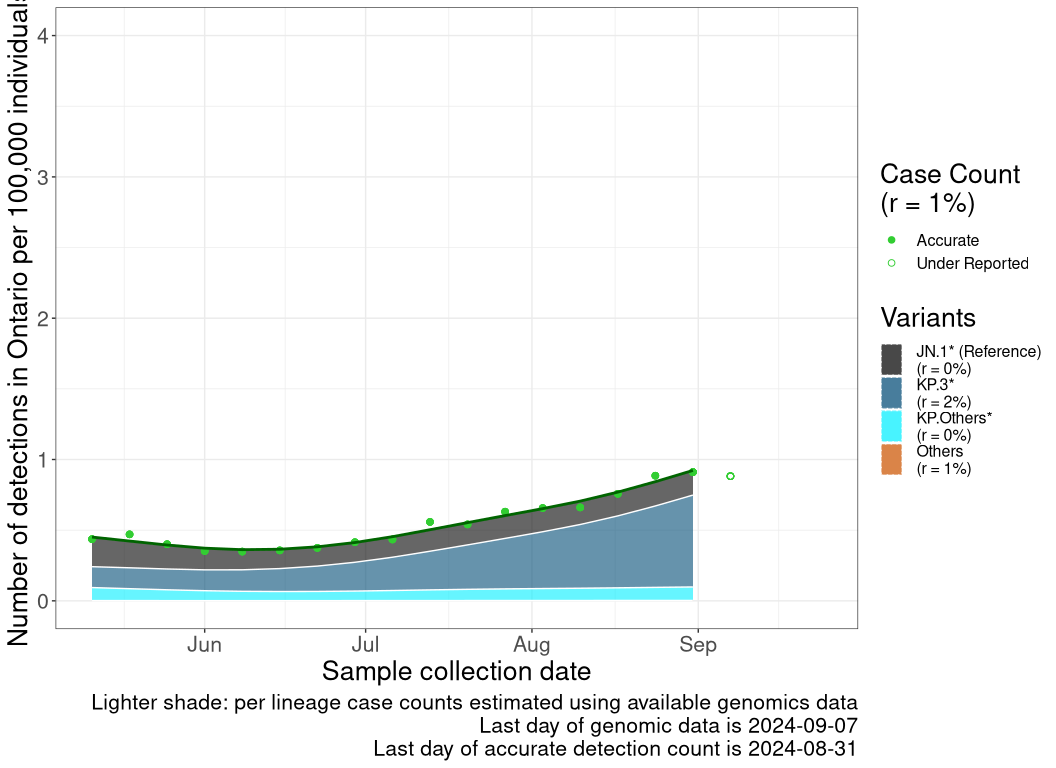 Number of detections in Ontario per 100,000 individuals
4
3
2
1
0
Jun
Jul
Aug
Sep
Sample collection date
Case Count
(r = 1%)
Accurate
Under Reported
Variants
JN.1* (Reference)
(r = 0%)
KP.3*
(r = 2%)
KP.Others*
(r = 0%)
Others
(r = 1%)
Lighter shade: per lineage case counts estimated using available genomics data
Last day of genomic data is 2024-09-07
Last day of accurate detection count is 2024-08-31